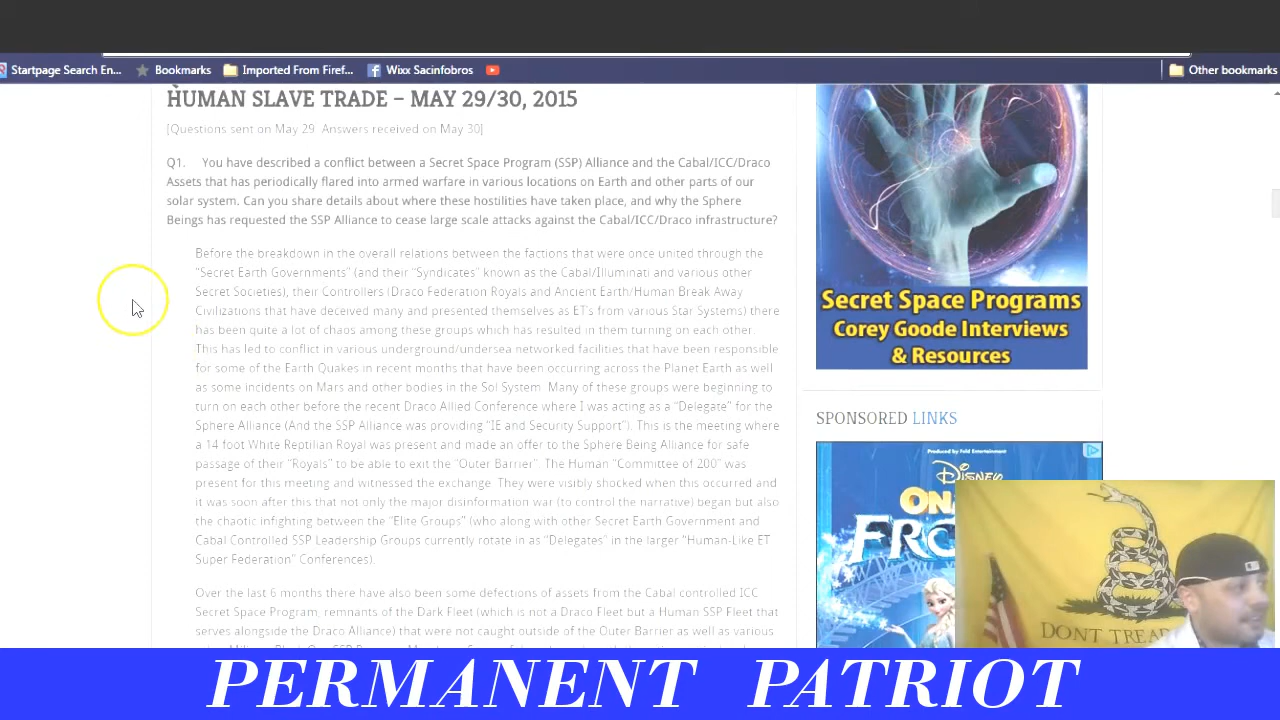 Startpage Search En...
Bookmarks
Imported From Firef...
Wixx Sacinfobros
Other bookmarks
HUMAN SLAVE TRADE – MAY 29/30, 2015
[Questions sent on May 29 Answers received on May 30]
Q1. You have described a conflict between a Secret Space Program (SSP) Alliance and the Cabal/ICC/Draco
Assets that has periodically flared into armed warfare in various locations on Earth and other parts of our
solar system. Can you share details about where these hostilities have taken place, and why the Sphere
Beings has requested the SSP Alliance to cease large scale attacks against the Cabal/ICC/Draco infrastructure?
Before the breakdown in the overall relations between the factions that were once united through the
"Secret Earth Governments" (and their "Syndicates" known as the Cabal/Illuminati and various other
Secret Societies), their Controllers (Draco Federation Royals and Ancient Earth/Human Break Away
Civilizations that have deceived many and presented themselves as ET's from various Star Systems) there
has been quite a lot of chaos among these groups which has resulted in them turning on each other.
This has led to conflict in various underground/undersea networked facilities that have been responsible
for some of the Earth Quakes in recent months that have been occurring across the Planet Earth as well
as some incidents on Mars and other bodies in the Sol System. Many of these groups were beginning to
turn on each other before the recent Draco Allied Conference where I was acting as a "Delegate" for the
Sphere Alliance (And the SSP Alliance was providing "IE and Security Support"). This is the meeting where
a 14 foot White Reptilian Royal was present and made an offer to the Sphere Being Alliance for safe
passage of their "Royals" to be able to exit the "Outer Barrier". The Human "Committee of 200" was
present for this meeting and witnessed the exchange. They were visibly shocked when this occurred and
it was soon after this that not only the major disinformation war (to control the narrative) began but also
the chaotic infighting between the "Elite Groups" (who along with other Secret Earth Government and
Cabal Controlled SSP Leadership Groups currently rotate in as "Delegates" in the larger "Human-Like ET
Super Federation" Conferences).
Over the last 6 months there have also been some defections of assets from the Cabal controlled ICC
Secret Space Program, remnants of the Dark Fleet (which is not a Draco Fleet but a Human SSP Fleet that
serves alongside the Draco Alliance) that were not caught outside of the Outer Barrier as well as various
Secret Space Programs
Corey Goode Interviews
& Resources
SPONSORED LINKS
Produced by Feld Entertainment
Disney
ON
DONT TREAD
PERMANENT PATRIOT